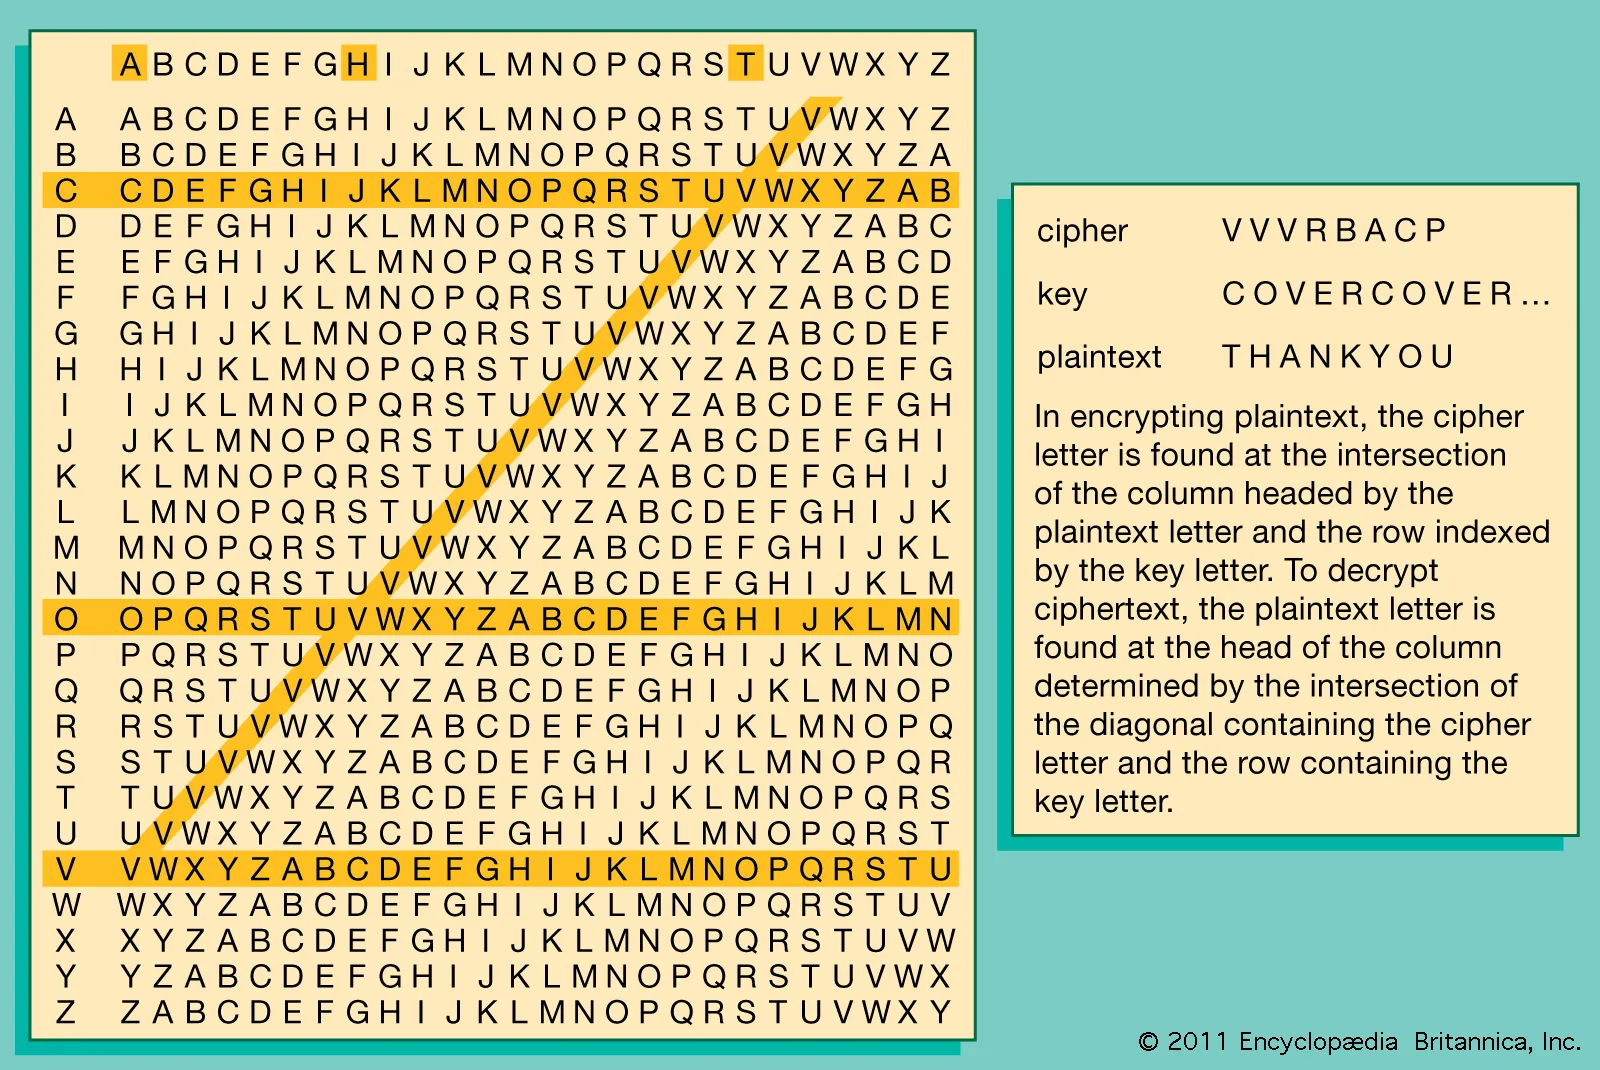 A B C D E F G H I J K L M N O P Q R S T U V W X Y Z
A A B C D E F G H I J K L M N O P Q R S T U V W X Y Z
B B C D E F G H I J K L M N O P Q R S T U V W X Y Z A
C C D E F G H I J K L M N O P Q R S T U V W X Y Z A B
D D E F G H I J K L M N O P Q R S T U V W X Y Z A B C
E E F G H I J K L M N O P Q R S T U V W X Y Z A B C D
F F G H I J K L M N O P Q R S T U V W X Y Z A B C D E
G G H I J K L M N O P Q R S T U V W X Y Z A B C D E F
H H I J K L M N O P Q R S T U V W X Y Z A B C D E F G
I I J K L M N O P Q R S T U V W X Y Z A B C D E F G H
J J K L M N O P Q R S T U V W X Y Z A B C D E F G H I
K K L M N O P Q R S T U V W X Y Z A B C D E F G H I J
L L M N O P Q R S T U V W X Y Z A B C D E F G H I J K
M M N O P Q R S T U V W X Y Z A B C D E F G H I J K L
N N O P Q R S T U V W X Y Z A B C D E F G H I J K L M
O O P Q R S T U V W X Y Z A B C D E F G H I J K L M N
P P Q R S T U V W X Y Z A B C D E F G H I J K L M N O
Q Q R S T U V W X Y Z A B C D E F G H I J K L M N O P
R R S T U V W X Y Z A B C D E F G H I J K L M N O P Q
S S T U V W X Y Z A B C D E F G H I J K L M N O P Q R
T T U V W X Y Z A B C D E F G H I J K L M N O P Q R S
U U V W X Y Z A B C D E F G H I J K L M N O P Q R S T
V V W X Y Z A B C D E F G H I J K L M N O P Q R S T U
W W X Y Z A B C D E F G H I J K L M N O P Q R S T U V
X X Y Z A B C D E F G H I J K L M N O P Q R S T U V W
Y Y Z A B C D E F G H I J K L M N O P Q R S T U V W X
Z Z A B C D E F G H I J K L M N O P Q R S T U V W X Y
cipher V V V R B A C P
key C O V E R C O V E R ...
plaintext T H A N K Y O U
In encrypting plaintext, the cipher
letter is found at the intersection
of the column headed by the
plaintext letter and the row indexed
by the key letter. To decrypt
ciphertext, the plaintext letter is
found at the head of the column
determined by the intersection of
the diagonal containing the cipher
letter and the row containing the
key letter.
© 2011 Encyclopædia Britannica, Inc.